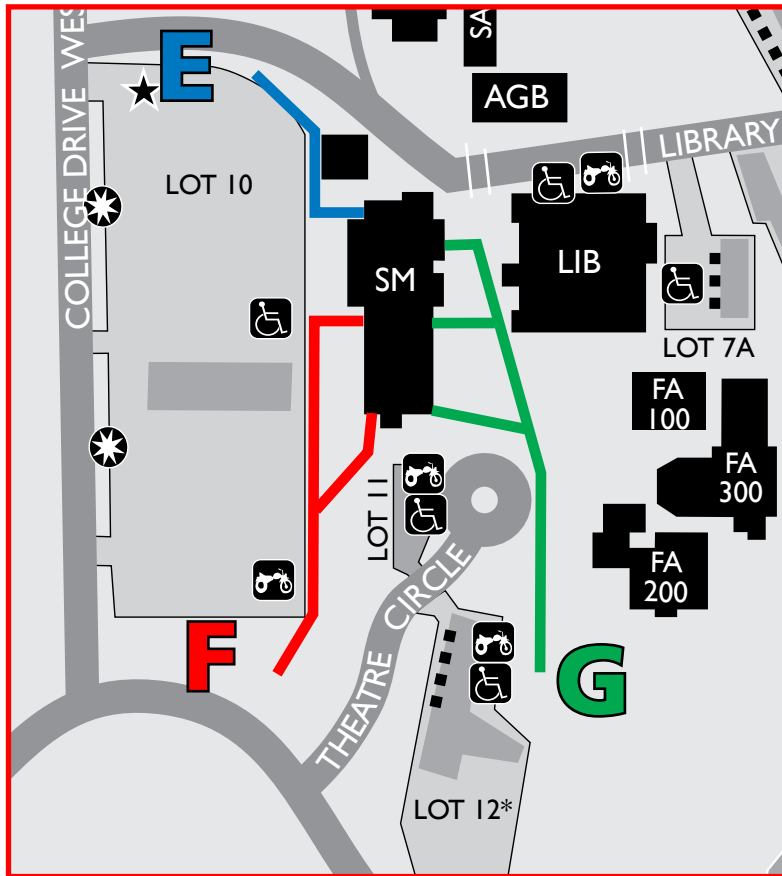 SA
E
AGB
LIBRARY
COLLEGE DRIVE WES
LOT 10
SM
LIB
LOT 7A
FA
100
FA
300
FA
200
LOT 11
THEATRE CIRCLE
F
G
LOT 12*